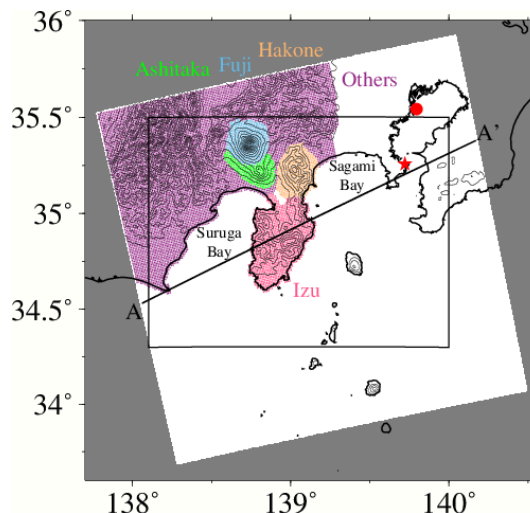 36°
Hakone
Fuji
Ashitaka
Others
35.5°
A'
Sagami
Bay
35°
Suruga
Bay
Izu
34.5°
A
34°
138°
139°
140°